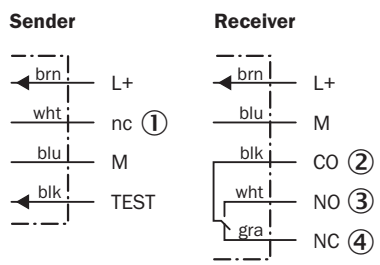 Sender Receiver
brn L+ brn L+
wht nc ① blu M
blu M blk CO ②
blk TEST wht NO ③
gra NC ④